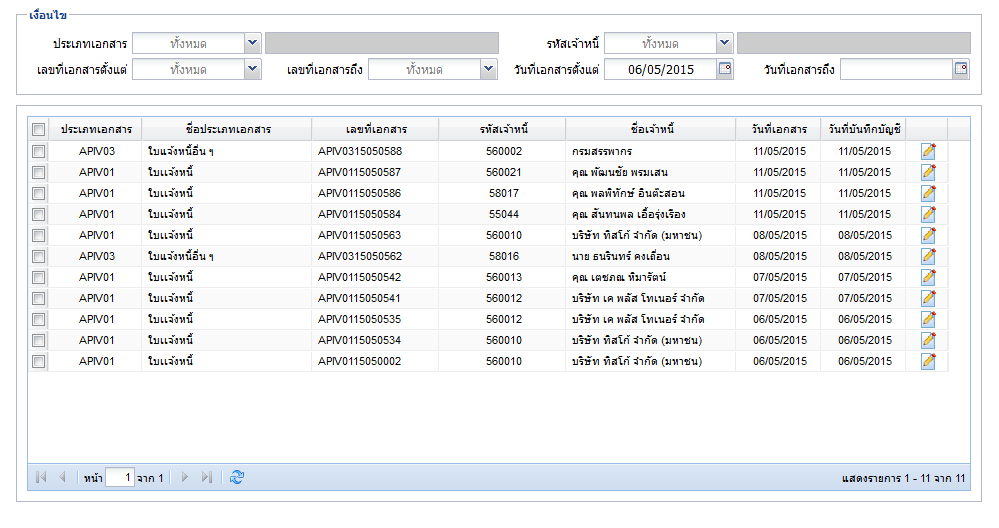 เงื่อนไข
ประเภทเอกสาร ทั้งหมด รหัสเจ้าหนี้ ทั้งหมด
เลขที่เอกสารตั้งแต่ ทั้งหมด เลขที่เอกสารถึง ทั้งหมด วันที่เอกสารตั้งแต่ 06/05/2015 วันที่เอกสารถึง
ประเภทเอกสาร ชื่อประเภทเอกสาร เลขที่เอกสาร รหัสเจ้าหนี้ ชื่อเจ้าหนี้ วันที่เอกสาร วันที่บันทึกบัญชี
APIV03 ใบแจ้งหนี้อื่น ๆ APIV0315050588 560002 กรมสรรพากร 11/05/2015 11/05/2015
APIV01 ใบแจ้งหนี้ APIV0115050587 560021 คุณ พัฒนชัย พรมเสน 11/05/2015 11/05/2015
APIV01 ใบแจ้งหนี้ APIV0115050586 58017 คุณ พลพิทักษ์ อินต๊ะสอน 11/05/2015 11/05/2015
APIV01 ใบแจ้งหนี้ APIV0115050584 55044 คุณ สันทนพล เอื้อรุ่งเรือง 11/05/2015 11/05/2015
APIV01 ใบแจ้งหนี้ APIV0115050563 560010 บริษัท ทิสโก้ จำกัด (มหาชน) 08/05/2015 08/05/2015
APIV03 ใบแจ้งหนี้อื่น ๆ APIV0315050562 58016 นาย ธนรินทร์ คงเถื่อน 08/05/2015 08/05/2015
APIV01 ใบแจ้งหนี้ APIV0115050542 560013 คุณ เตชภณ ทิมารัตน์ 07/05/2015 07/05/2015
APIV01 ใบแจ้งหนี้ APIV0115050541 560012 บริษัท เค พลัส โทเนอร์ จำกัด 07/05/2015 07/05/2015
APIV01 ใบแจ้งหนี้ APIV0115050535 560012 บริษัท เค พลัส โทเนอร์ จำกัด 06/05/2015 06/05/2015
APIV01 ใบแจ้งหนี้ APIV0115050534 560010 บริษัท ทิสโก้ จำกัด (มหาชน) 06/05/2015 06/05/2015
APIV01 ใบแจ้งหนี้ APIV0115050002 560010 บริษัท ทิสโก้ จำกัด (มหาชน) 06/05/2015 06/05/2015
หน้า 1 จาก 1 แสดงรายการ 1 - 11 จาก 11